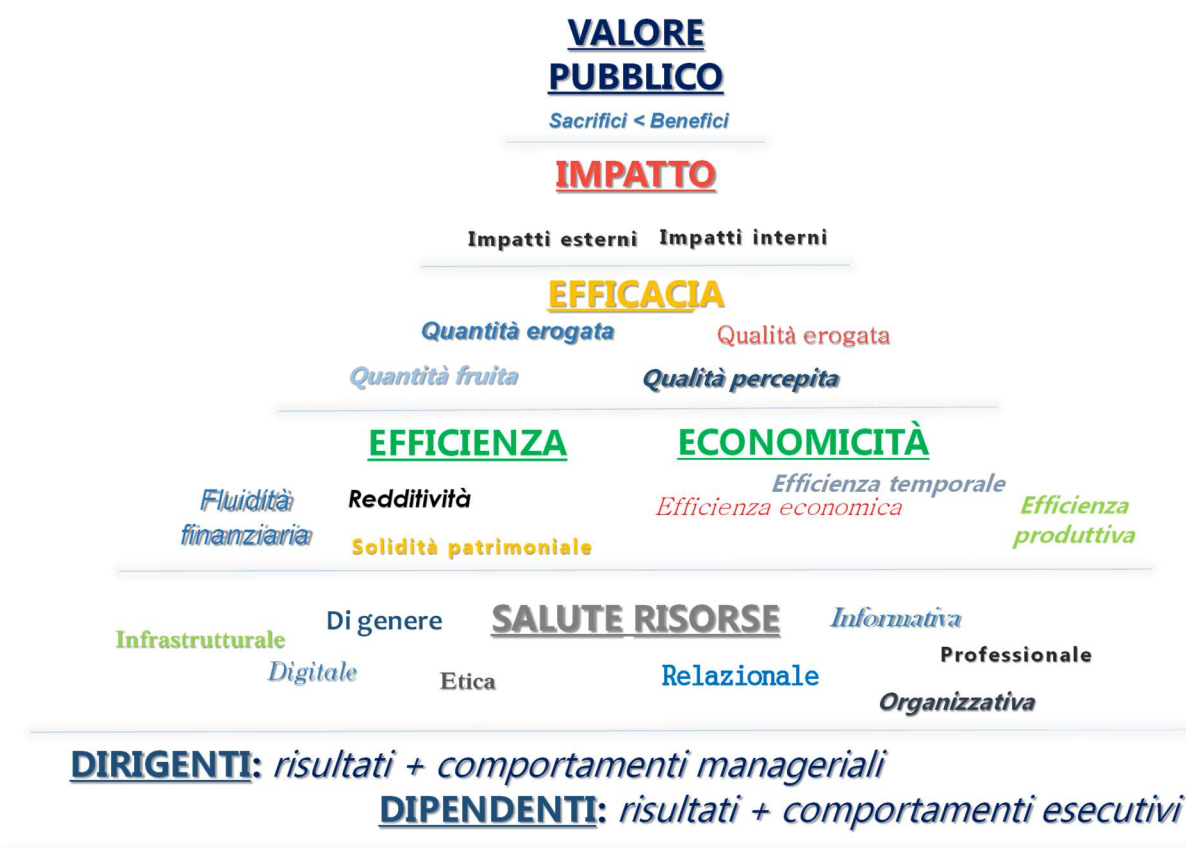 VALORE
PUBBLICO
Sacrifici < Benefici
IMPATTO
Impatti esterni Impatti interni
EFFICACIA
Quantità erogata Qualità erogata
Quantità fruita Qualità percepita
EFFICIENZA ECONOMICITÀ
Efficienza temporale
Fluidità Redditività Efficienza economica Efficienza
finanziaria Solidità patrimoniale produttiva
Di genere SALUTE RISORSE Informativa
Infrastrutturale Professionale
Digitale Etica Relazionale
Organizzativa
DIRIGENTI: risultati + comportamenti manageriali
DIPENDENTI: risultati + comportamenti esecutivi